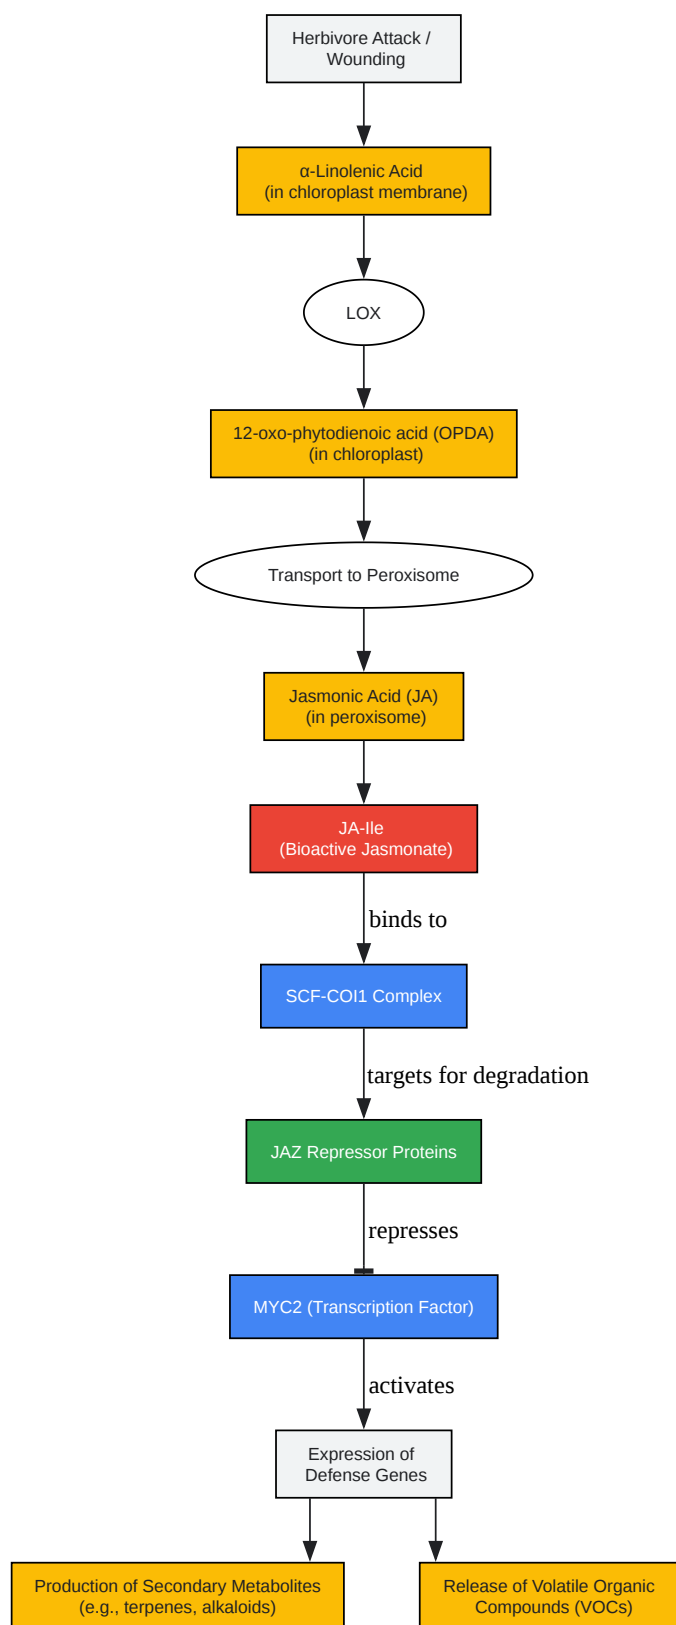 Herbivore Attack /
Wounding
α-Linolenic Acid
(in chloroplast membrane)
LOX
12-oxo-phytodienoic acid (OPDA)
(in chloroplast)
Transport to Peroxisome
Jasmonic Acid (JA)
(in peroxisome)
JA-Ile
(Bioactive Jasmonate)
binds to
SCF-COI1 Complex
targets for degradation
JAZ Repressor Proteins
represses
MYC2 (Transcription Factor)
activates
Expression of
Defense Genes
Production of Secondary Metabolites
(e.g., terpenes, alkaloids)
Release of Volatile Organic
Compounds (VOCs)